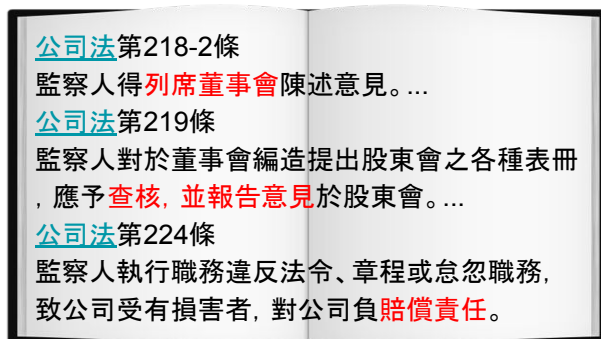 公司法第218-2條
監察人得列席董事會陳述意見。...
公司法第219條
監察人對於董事會編造提出股東會之各種表冊
，應予查核，並報告意見於股東會。...
公司法第224條
監察人執行職務違反法令、章程或怠忽職務，
致公司受有損害者，對公司負賠償責任。